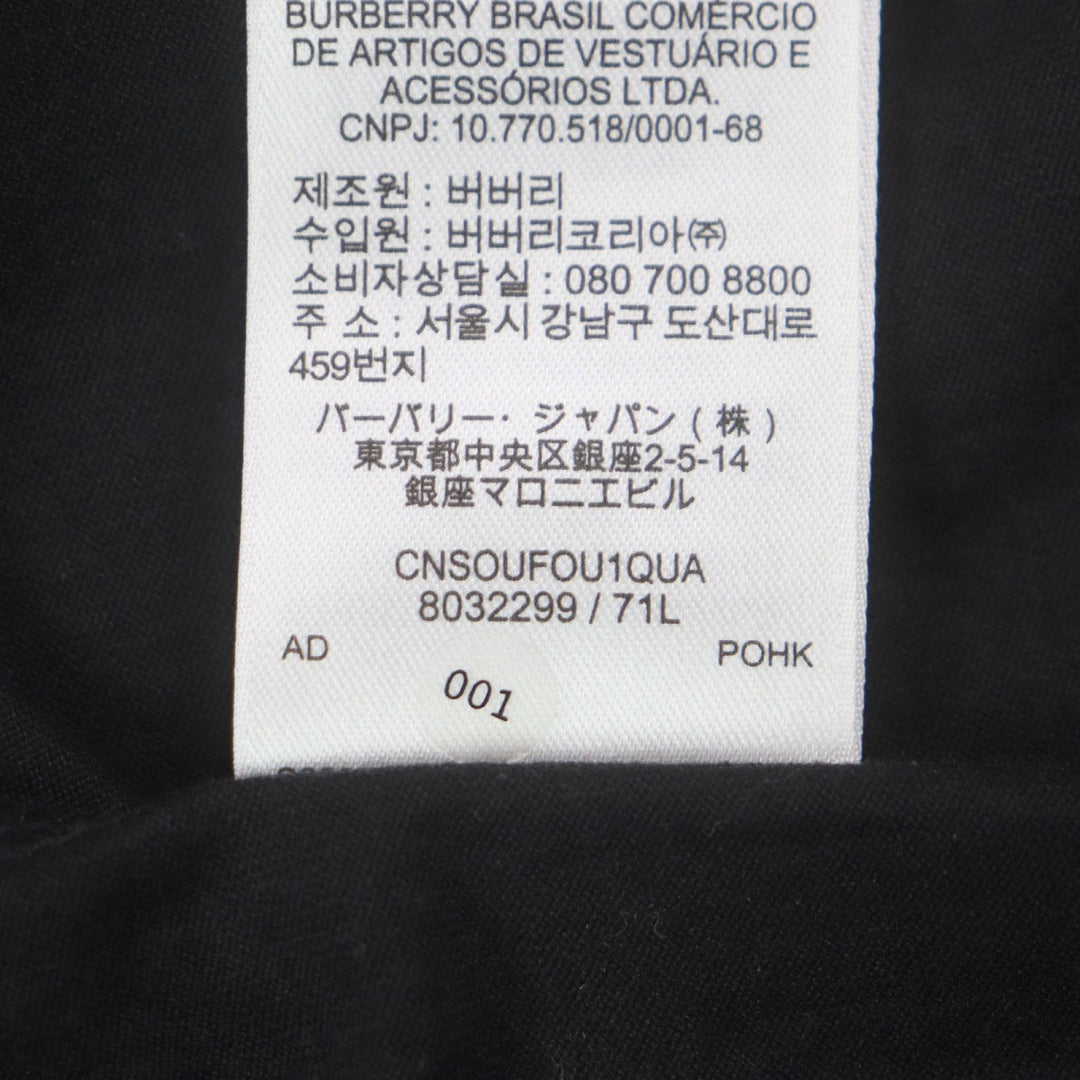 BURBERRY BRASIL COMÉRCIO
DE ARTIGOS DE VESTUÁRIO E
ACESSÓRIOS LTDA.
CNPJ: 10.770.518/0001-68
제조원 : 버버리
수입원 : 버버리코리아㈜
소비자상담실 : 080 700 8800
주 소 : 서울시 강남구 도산대로
459번지
バーバリー・ジャパン ( 株 )
東京都中央区銀座2-5-14
銀座マロニエビル
CNSOUFOU1QUA
8032299 / 71L
AD POHK
001